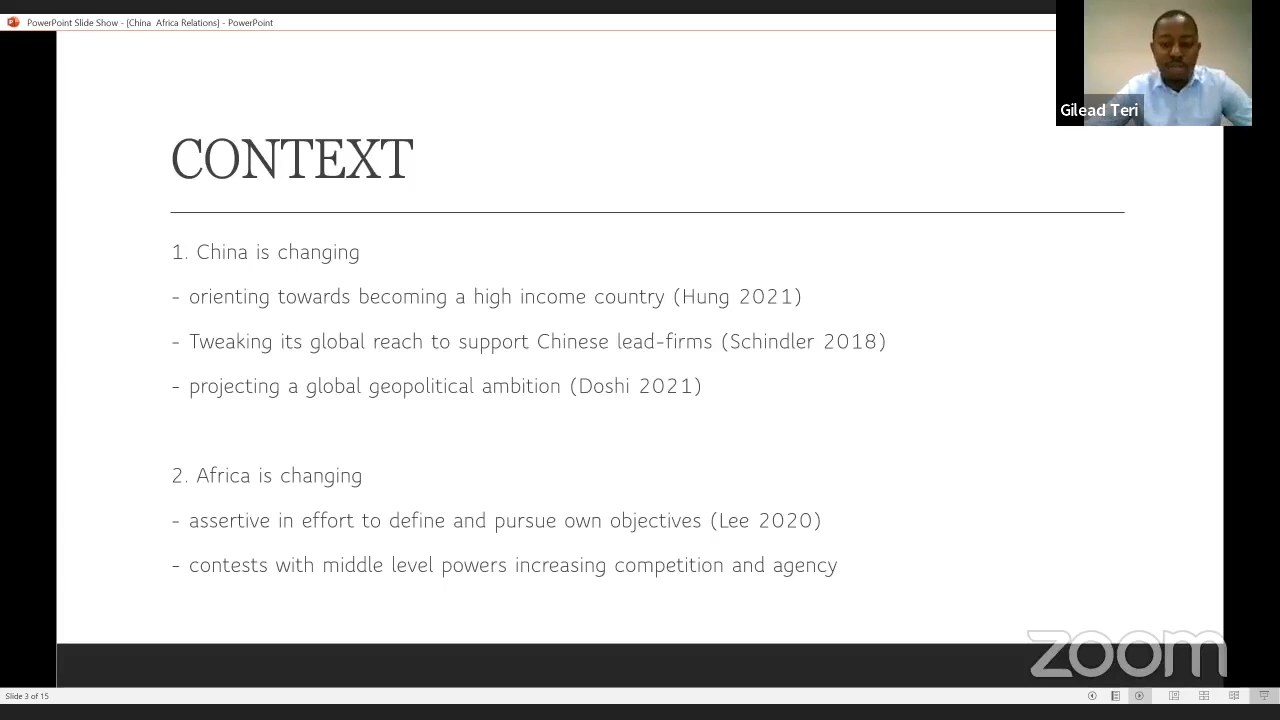 PowerPoint Slide Show - [China  Africa Relations] - PowerPoint
Gilead Teri
CONTEXT
1. China is changing
- orienting towards becoming a high income country (Hung 2021)
- Tweaking its global reach to support Chinese lead-firms (Schindler 2018)
- projecting a global geopolitical ambition (Doshi 2021)
2. Africa is changing
- assertive in effort to define and pursue own objectives (Lee 2020)
- contests with middle level powers increasing competition and agency
zoom
Slide 3 of 15